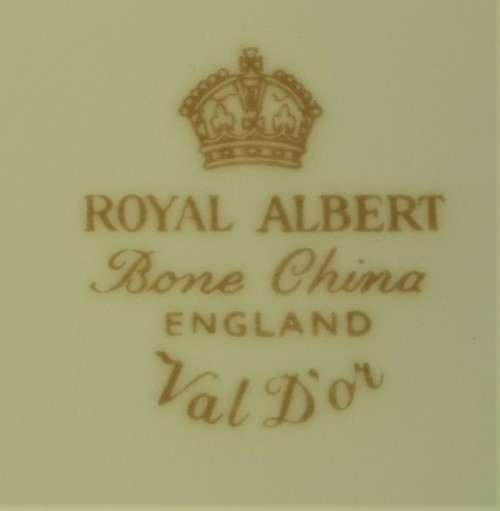 ROYAL ALBERT
Bone China
ENGLAND
Val D'or